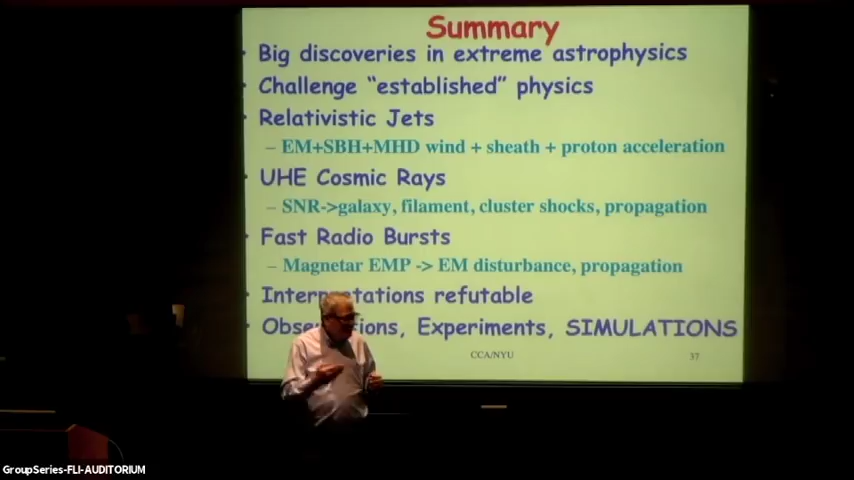 Summary
• Big discoveries in extreme astrophysics
• Challenge “established” physics
• Relativistic Jets
– EM+SBH+MHD wind + sheath + proton acceleration
• UHE Cosmic Rays
– SNR->galaxy, filament, cluster shocks, propagation
• Fast Radio Bursts
– Magnetar EMP -> EM disturbance, propagation
• refutable
• Experiments, SIMULATIONS
CCA/NYU
37
GroupSeries-FLI-AUDITORIUM